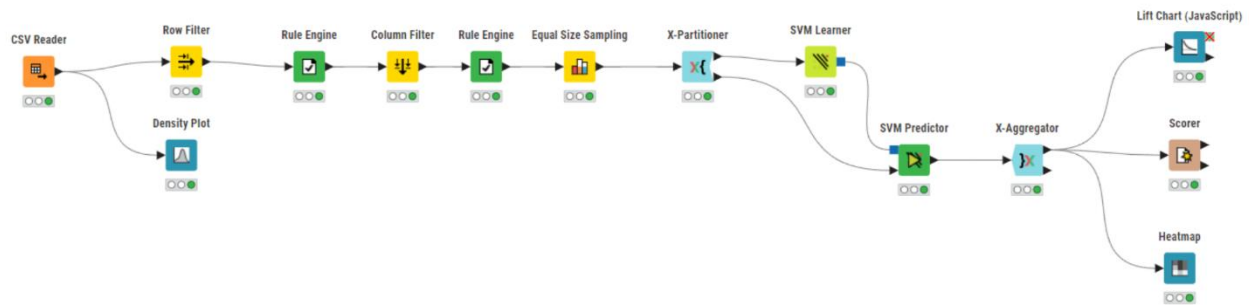 CSV Reader
Row Filter
Density Plot
Rule Engine
Column Filter
Rule Engine
Equal Size Sampling
X-Partitioner
SVM Learner
SVM Predictor
X-Aggregator
Lift Chart (JavaScript)
Scorer
Heatmap